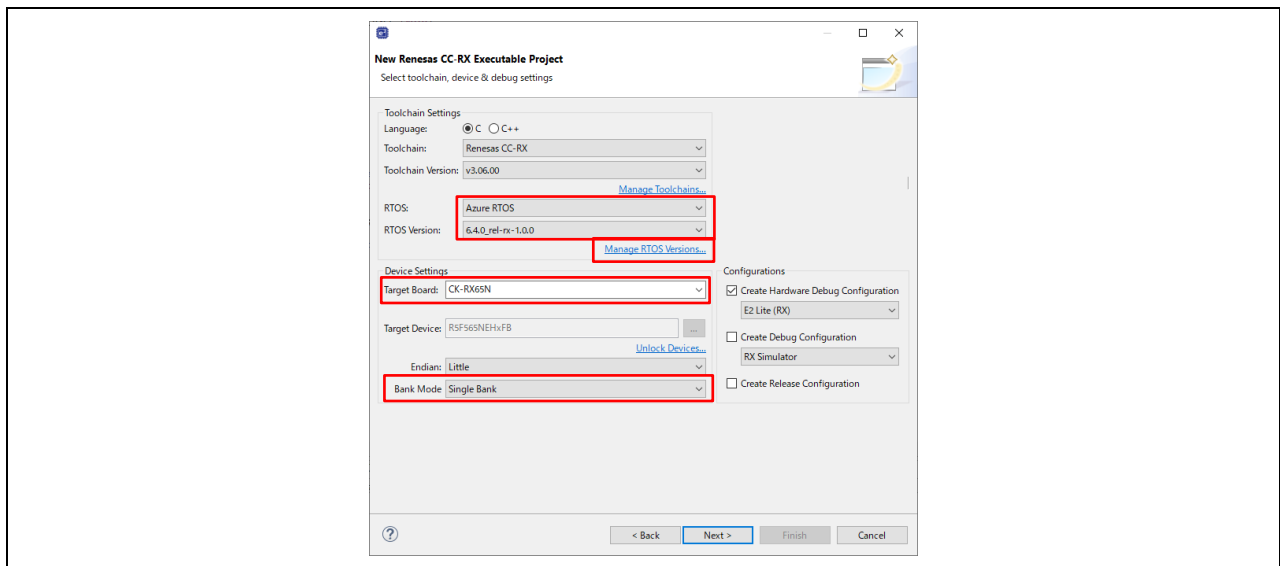 New Renesas CC-RX Executable Project
Select toolchain, device & debug settings
Toolchain Settings
Language: C C++
Toolchain: Renesas CC-RX
Toolchain Version: v3.06.00
Manage Toolchains...
RTOS: Azure RTOS
RTOS Version: 6.4.0_rel-rx-1.0.0
Manage RTOS Versions...
Device Settings
Target Board: CK-RX65N
Target Device: R5F565NEHxFB ...
Unlock Devices...
Endian: Little
Bank Mode Single Bank
Configurations
Create Hardware Debug Configuration
E2 Lite (RX)
Create Debug Configuration
RX Simulator
Create Release Configuration
? < Back Next > Finish Cancel